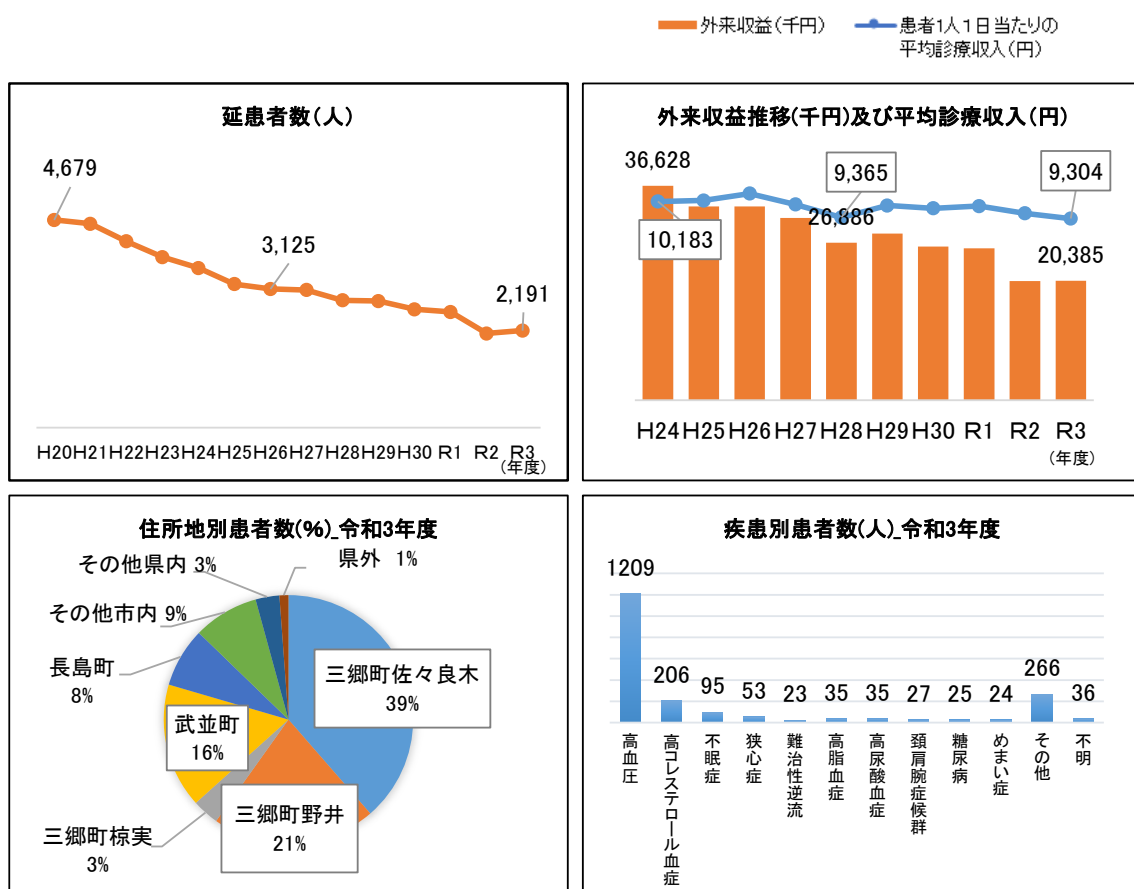 外来収益(千円)
患者1人1日当たりの
平均診療収入(円)
延患者数(人)
4,679
3,125
2,191
H20 H21 H22 H23 H24 H25 H26 H27 H28 H29 H30 R1 R2 R3
(年度)
外来収益推移(千円)及び平均診療収入(円)
36,628
9,365
9,304
26,886
10,183
20,385
H24 H25 H26 H27 H28 H29 H30 R1 R2 R3
(年度)
住所地別患者数(%)_令和3年度
その他県内 3%
県外 1%
その他市内 9%
長島町
8%
三郷町佐々良木
39%
武並町
16%
三郷町野井
21%
三郷町椋実
3%
疾患別患者数(人)_令和3年度
1209
206
95
53
23
35
35
27
25
24
266
36
高血圧
高コレステロール血症
不眠症
狭心症
難治性逆流
高脂血症
高尿酸血症
頚肩腕症候群
糖尿病
めまい症
その他
不明